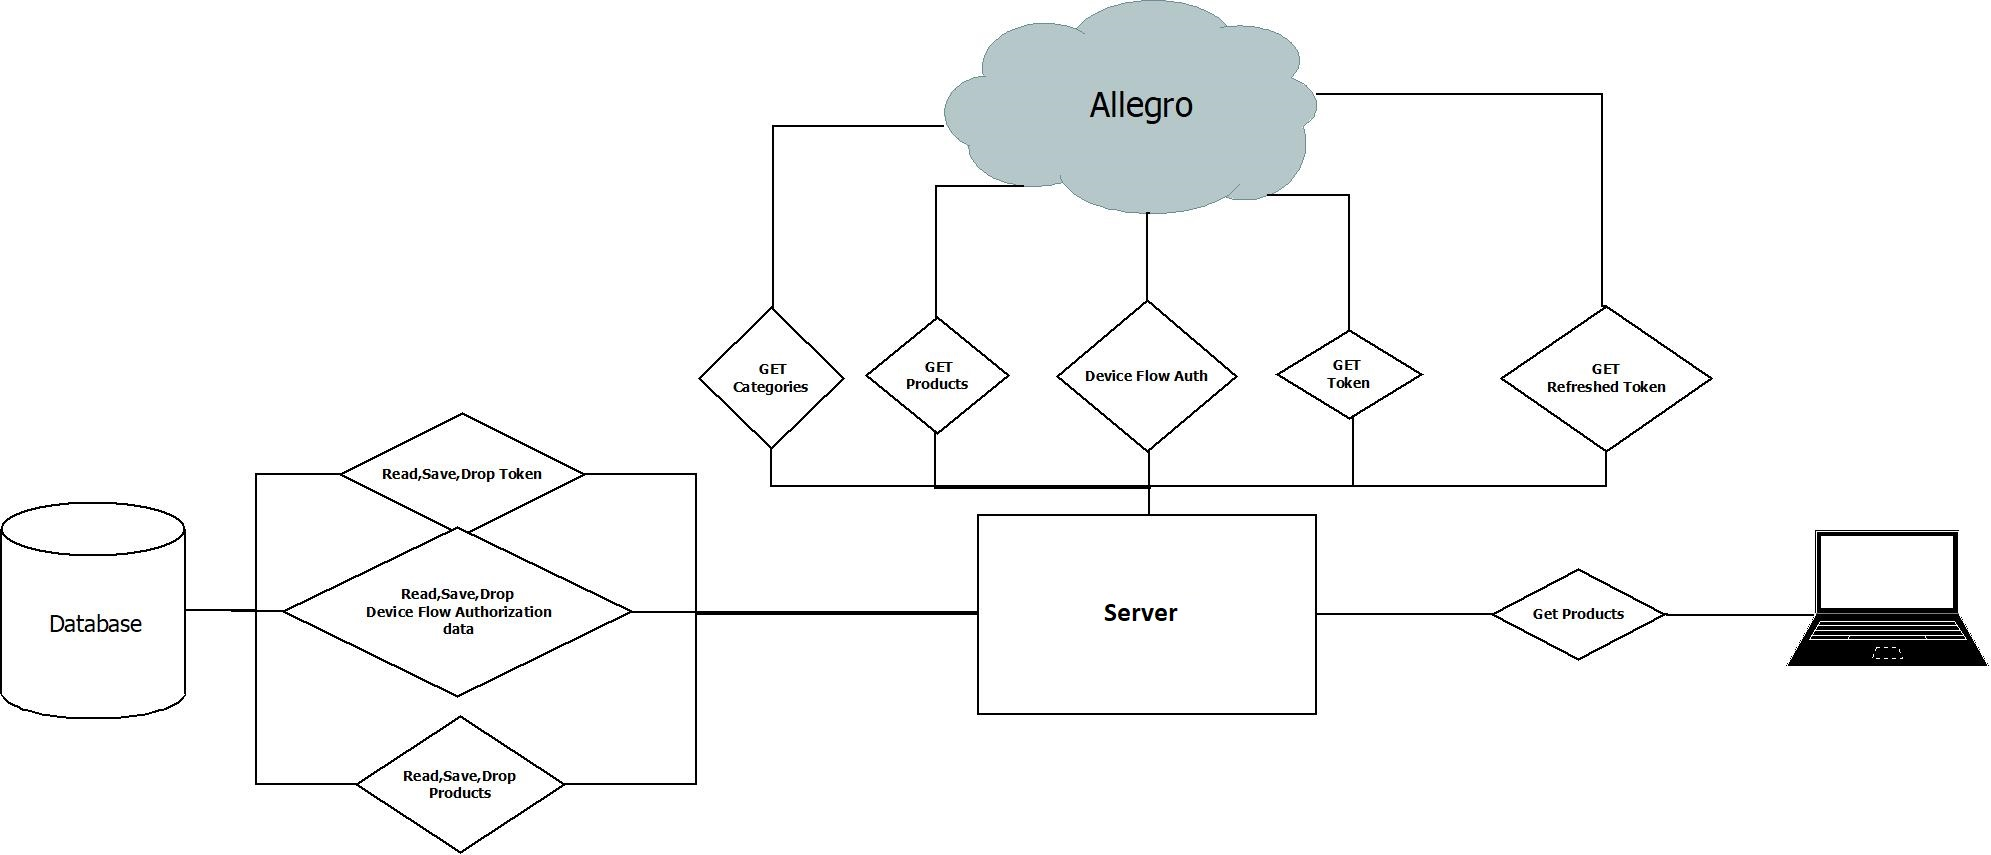 Allegro
GET
Categories
GET
Products
Device Flow Auth
GET
Token
GET
Refreshed Token
Read,Save,Drop Token
Read,Save,Drop
Device Flow Authorization
data
Database
Server
Get Products
Read,Save,Drop
Products